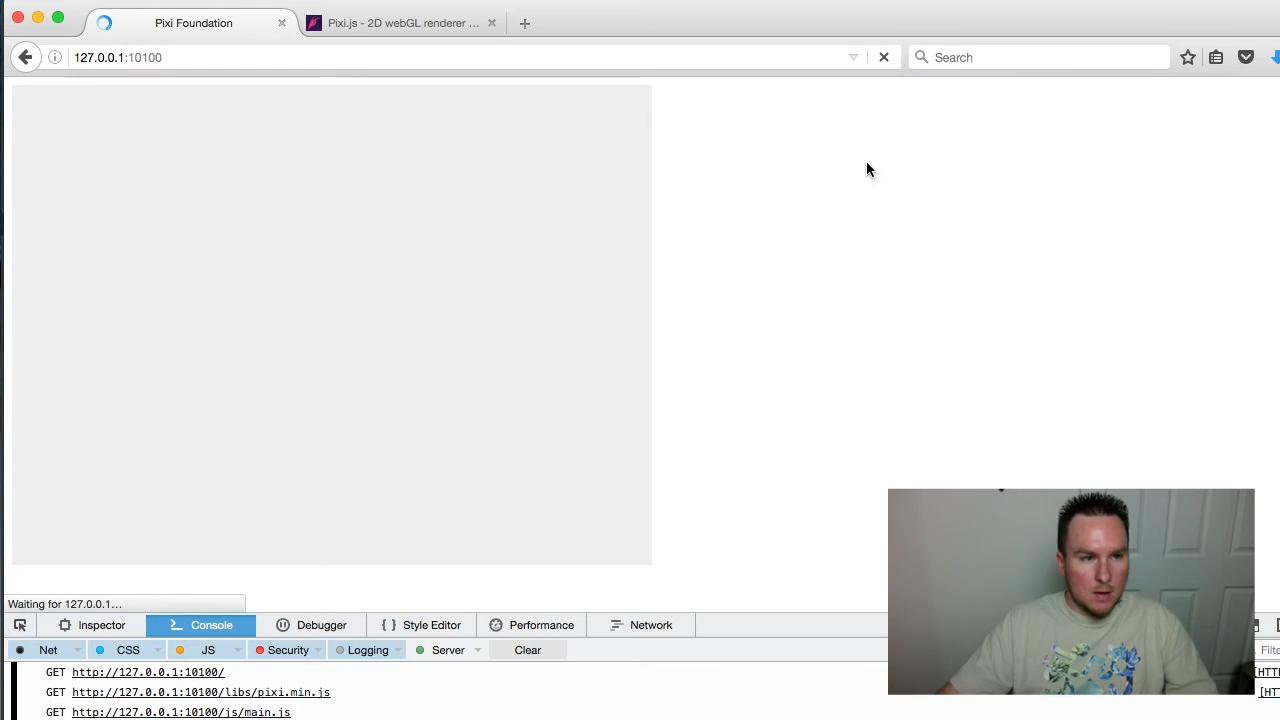 Pixi Foundation
Pixi.js - 2D webGL renderer ...
127.0.0.1:10100
Search
Waiting for 127.0.0.1...
Inspector Console Debugger Style Editor Performance Network
Net CSS JS Security Logging Server Clear
GET http://127.0.0.1:10100/
GET http://127.0.0.1:10100/libs/pixi.min.js
GET http://127.0.0.1:10100/js/main.js